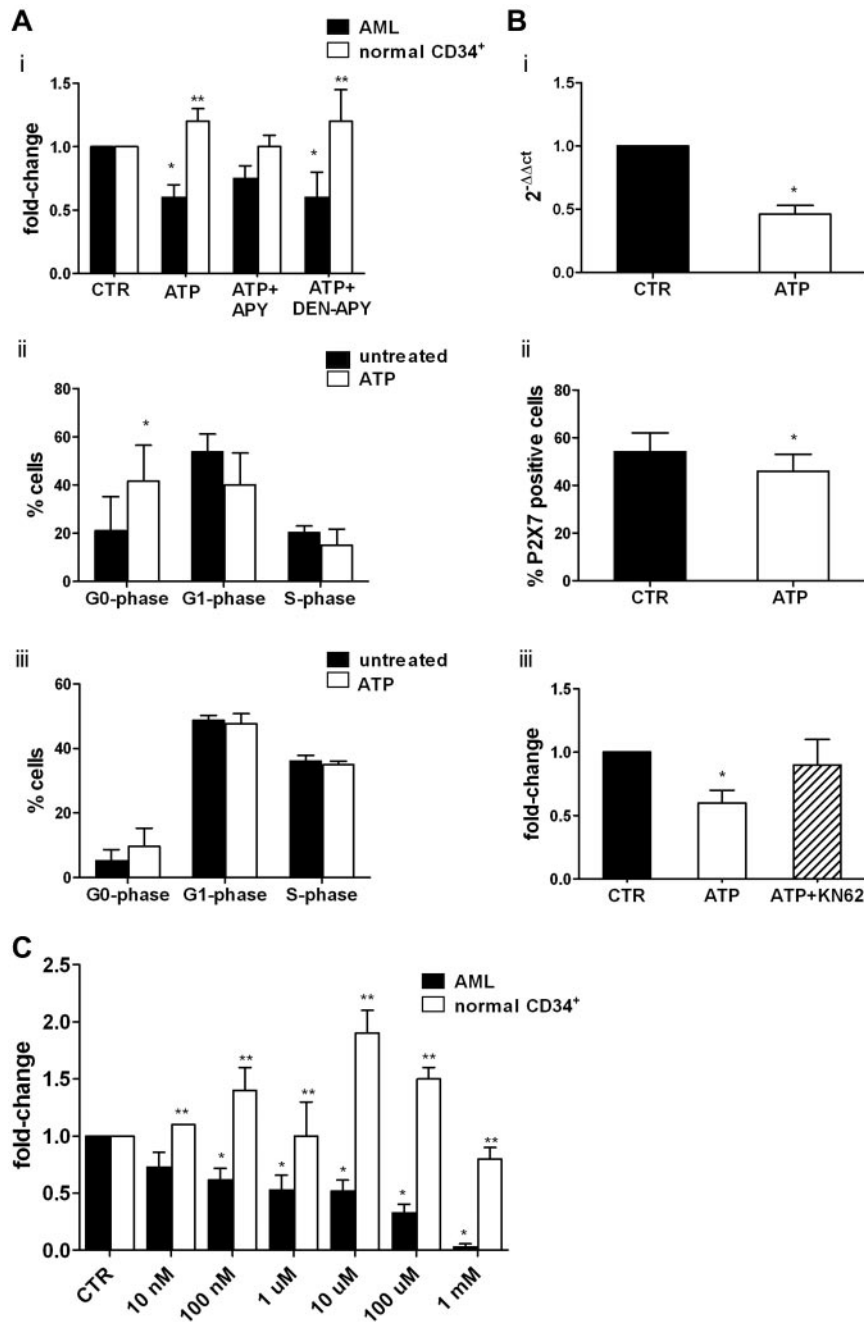 A
AML
normal CD34+
i
fold-change
1.5
1.0
0.5
0.0
*
**
*
**
CTR
ATP
ATP+
APY
ATP+
DEN-APY
ii
untreated
ATP
% cells
80
60
40
20
0
*
G0-phase
G1-phase
S-phase
iii
untreated
ATP
% cells
60
40
20
0
G0-phase
G1-phase
S-phase
B
i
2-ΔΔct
1.5
1.0
0.5
0.0
*
CTR
ATP
ii
% P2X7 positive cells
80
60
40
20
0
*
CTR
ATP
iii
fold-change
1.5
1.0
0.5
0.0
*
CTR
ATP
ATP+KN62
C
AML
normal CD34+
fold-change
2.5
2.0
1.5
1.0
0.5
0.0
**
*
**
*
**
*
**
*
**
*
**
CTR
10 nM
100 nM
1 uM
10 uM
100 uM
1 mM